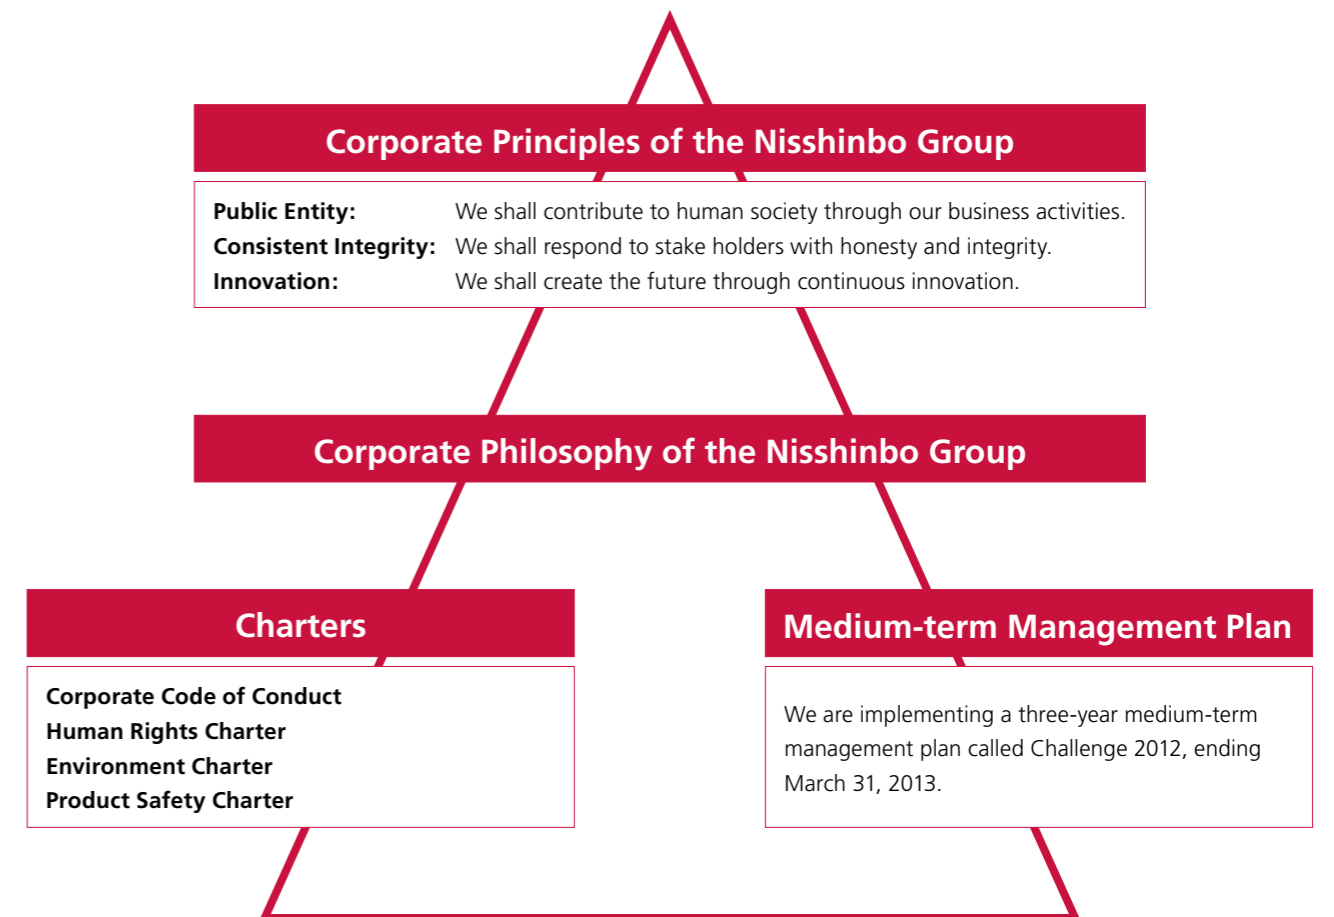 Corporate Principles of the Nisshinbo Group
Public Entity: We shall contribute to human society through our business activities.
Consistent Integrity: We shall respond to stake holders with honesty and integrity.
Innovation: We shall create the future through continuous innovation.
Corporate Philosophy of the Nisshinbo Group
Charters
Corporate Code of Conduct
Human Rights Charter
Environment Charter
Product Safety Charter
Medium-term Management Plan
We are implementing a three-year medium-term
management plan called Challenge 2012, ending
March 31, 2013.